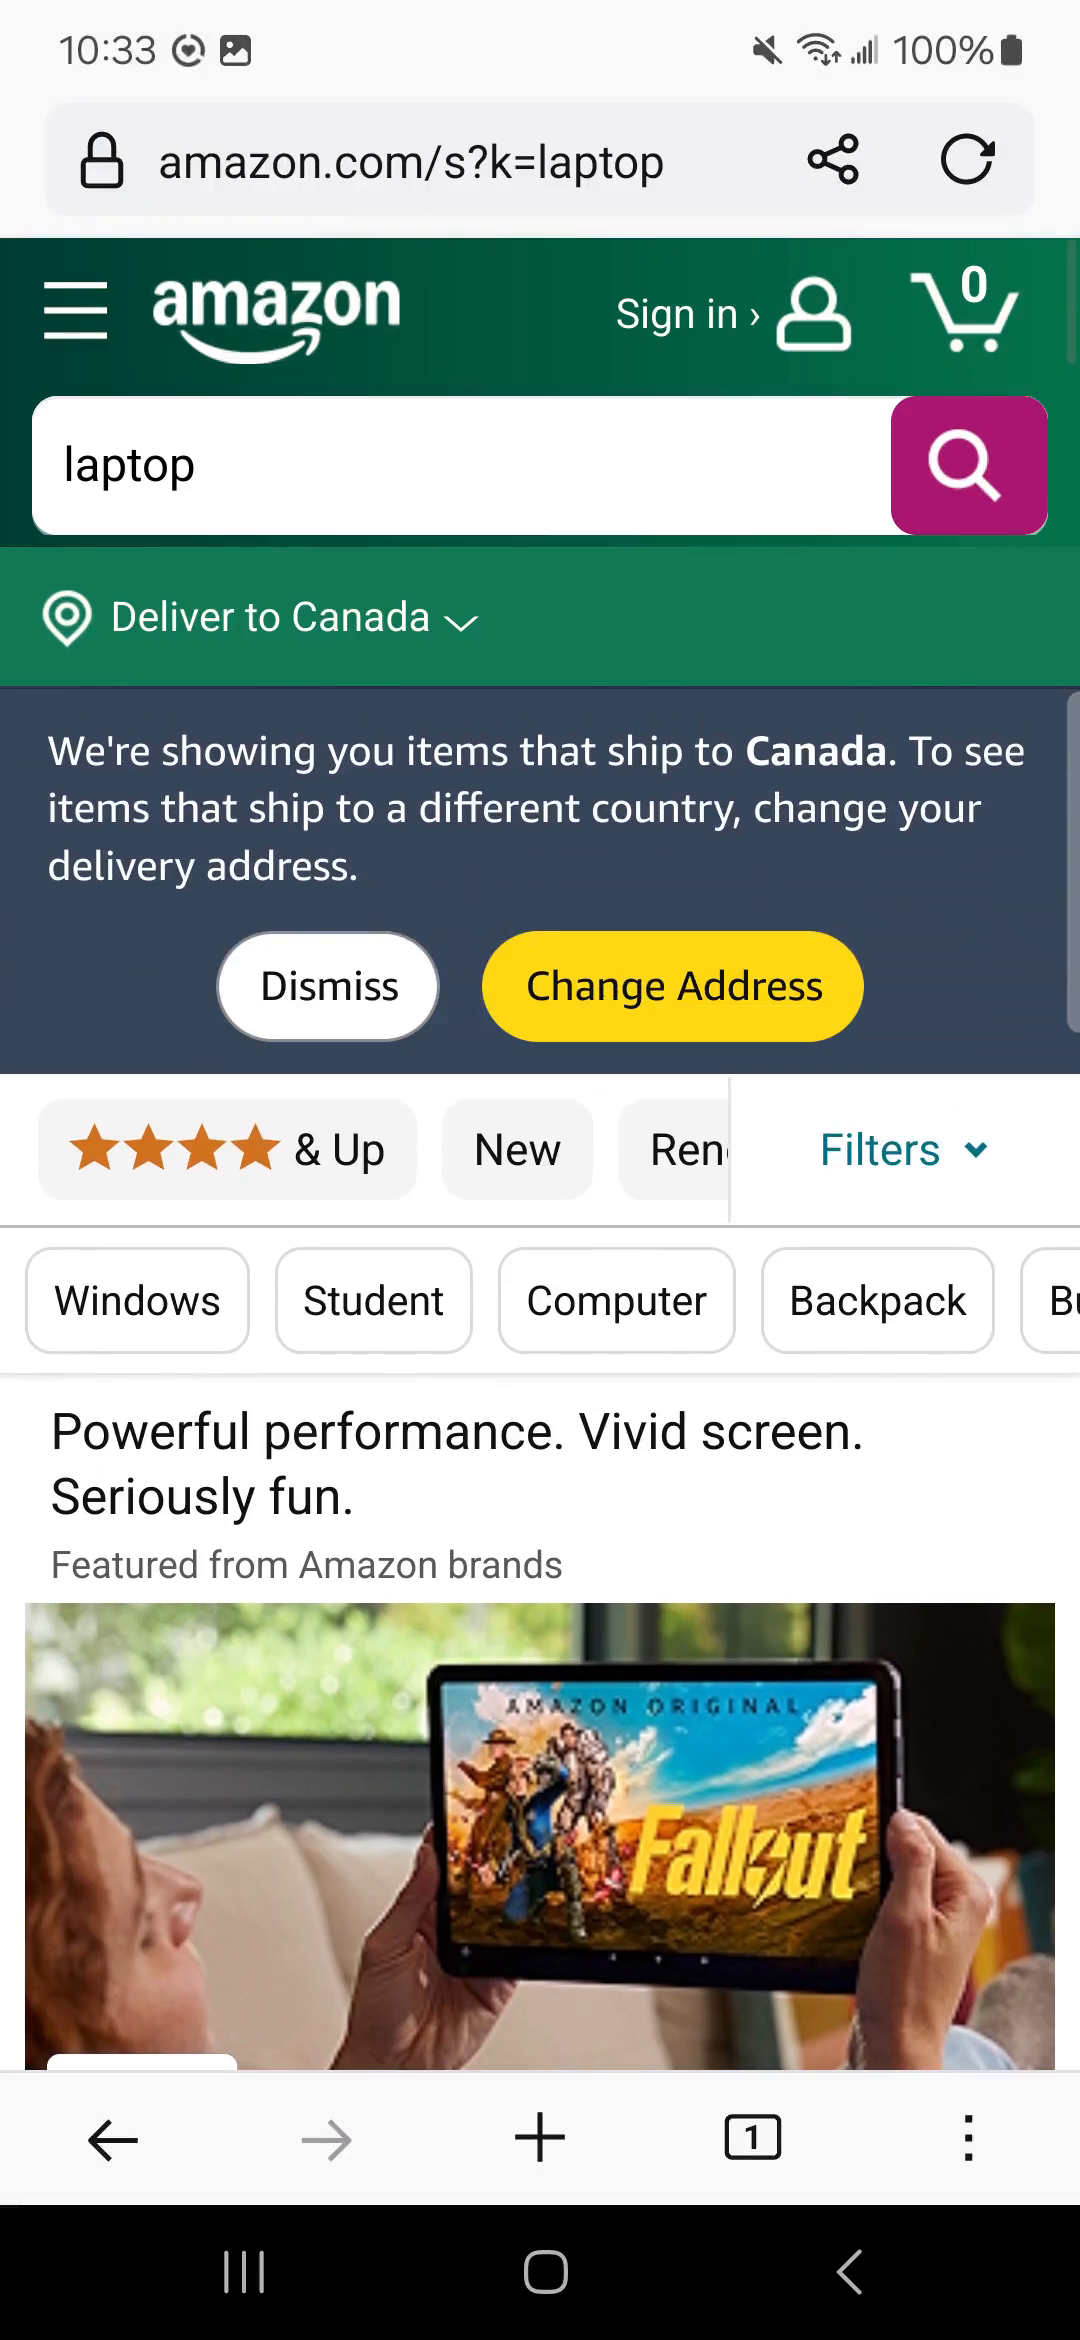 10:33 100%
amazon.com/s?k=laptop
amazon Sign in › 0
laptop
Deliver to Canada
We're showing you items that ship to Canada. To see
items that ship to a different country, change your
delivery address.
Dismiss Change Address
& Up New Ren Filters
Windows Student Computer Backpack Bu
Powerful performance. Vivid screen.
Seriously fun.
Featured from Amazon brands
AMAZON ORIGINAL
Fallout
1